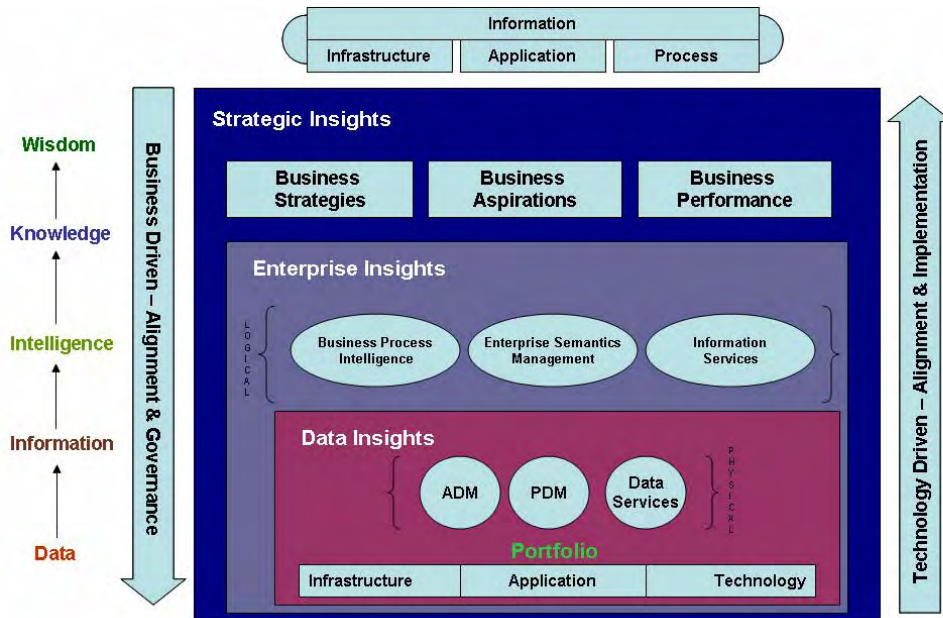 Information
Infrastructure
Application
Process
Strategic Insights
Business
Strategies
Business
Aspirations
Business
Performance
Enterprise Insights
LOGICAL
Business Process
Intelligence
Enterprise Semantics
Management
Information
Services
Data Insights
ADM
PDM
Data
Services
PHYSICAL
Portfolio
Infrastructure
Application
Technology
Wisdom
Knowledge
Intelligence
Information
Data
Business Driven – Alignment & Governance
Technology Driven – Alignment & Implementation